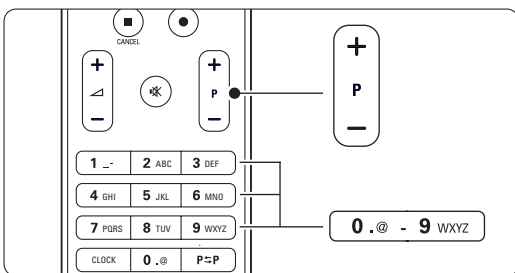 CANCEL
+ + +
P P
– – –
1 _- 2 ABC 3 DEF
4 GHI 5 JKL 6 MNO
7 PQRS 8 TUV 9 WXYZ 0 .@ - 9 WXYZ
CLOCK 0 .@ P⇆P